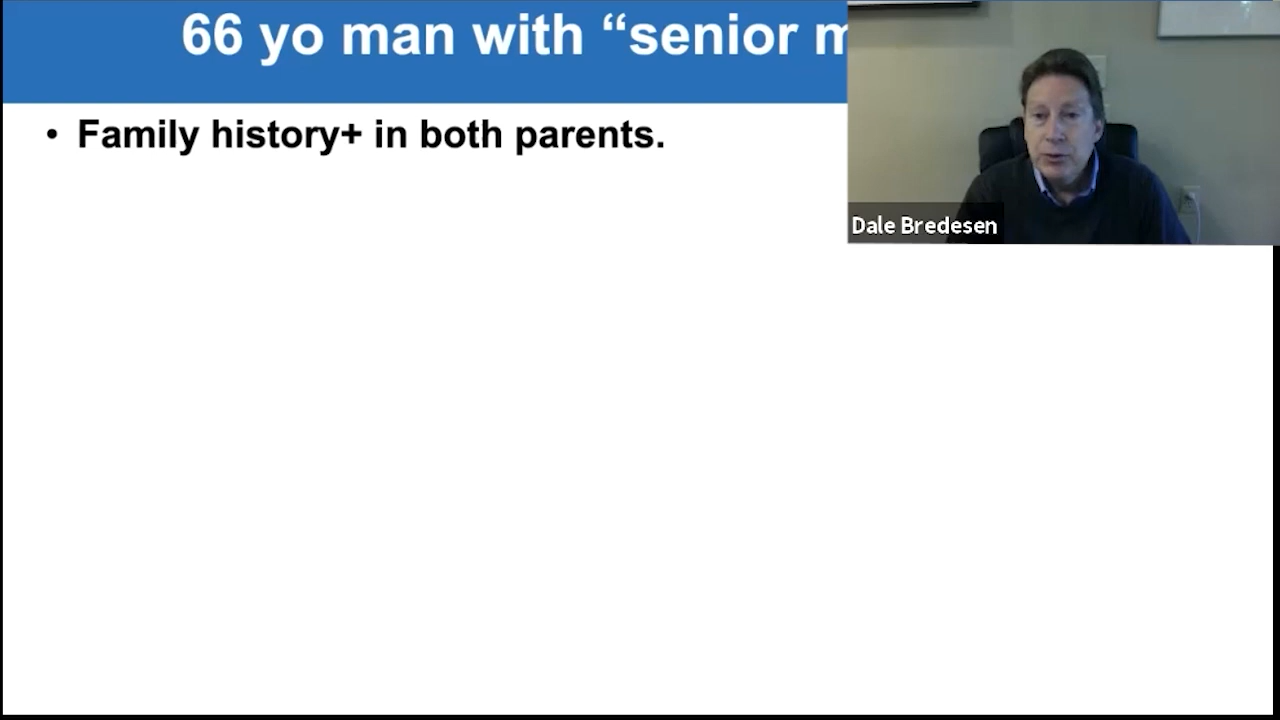 66 yo man with “senior
• Family history+ in both parents.
Dale Bredesen